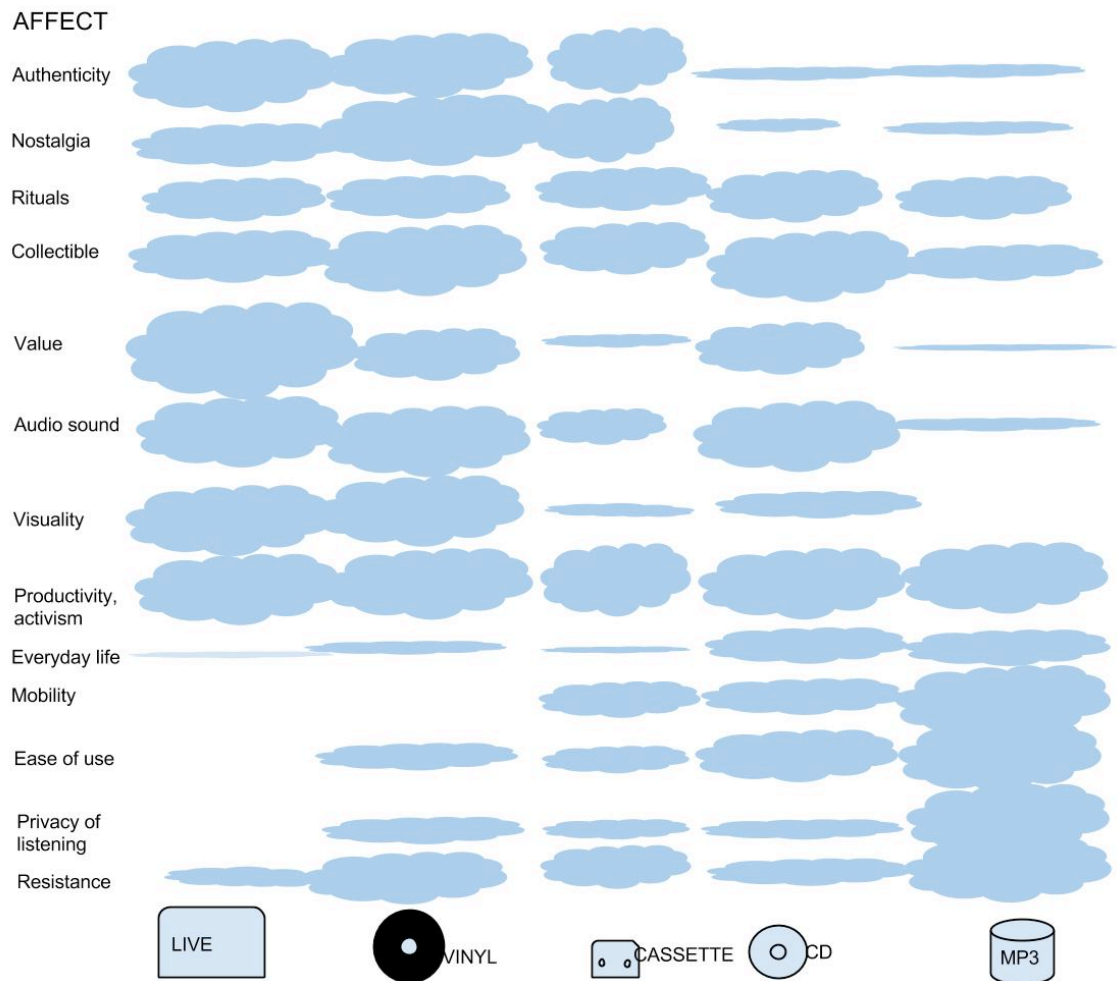 AFFECT
Authenticity
Nostalgia
Rituals
Collectible
Value
Audio sound
Visuality
Productivity,
activism
Everyday life
Mobility
Ease of use
Privacy of
listening
Resistance
LIVE
VINYL
CASSETTE
CD
MP3